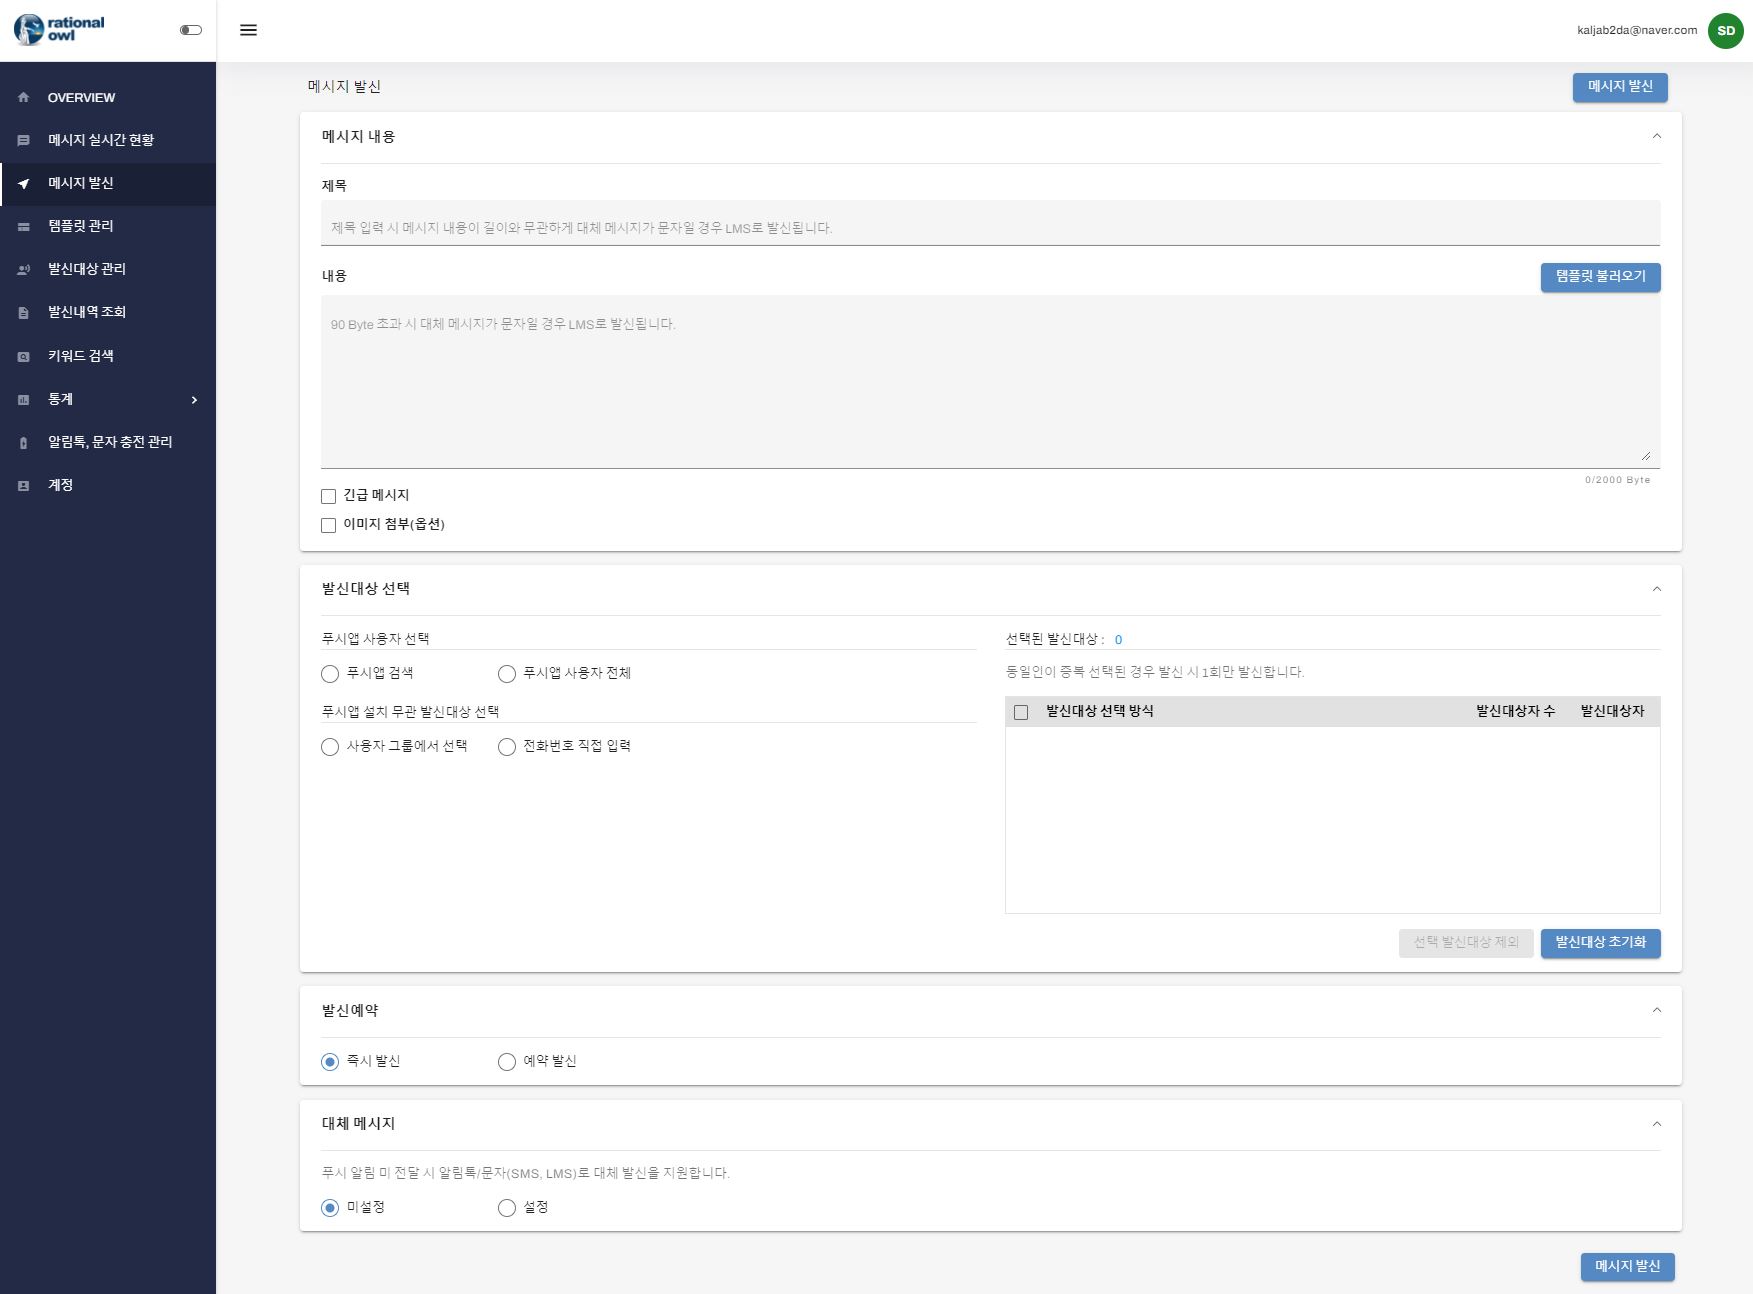 rational
owl
kaljab2da@naver.com
SD
OVERVIEW
메시지 실시간 현황
메시지 발신
템플릿 관리
발신대상 관리
발신내역 조회
키워드 검색
통계
알림톡, 문자 충전 관리
계정
메시지 발신
메시지 발신
메시지 내용
제목
제목 입력 시 메시지 내용이 길이와 무관하게 대체 메시지가 문자일 경우 LMS로 발신됩니다.
내용
템플릿 불러오기
90 Byte 초과 시 대체 메시지가 문자일 경우 LMS로 발신됩니다.
0/2000 Byte
긴급 메시지
이미지 첨부(옵션)
발신대상 선택
푸시앱 사용자 선택
푸시앱 검색
푸시앱 사용자 전체
푸시앱 설치 무관 발신대상 선택
사용자 그룹에서 선택
전화번호 직접 입력
선택된 발신대상 : 0
동일인이 중복 선택된 경우 발신 시 1회만 발신합니다.
발신대상 선택 방식
발신대상자 수
발신대상자
선택 발신대상 제외
발신대상 초기화
발신예약
즉시 발신
예약 발신
대체 메시지
푸시 알림 미 전달 시 알림톡/문자(SMS, LMS)로 대체 발신을 지원합니다.
미설정
설정
메시지 발신